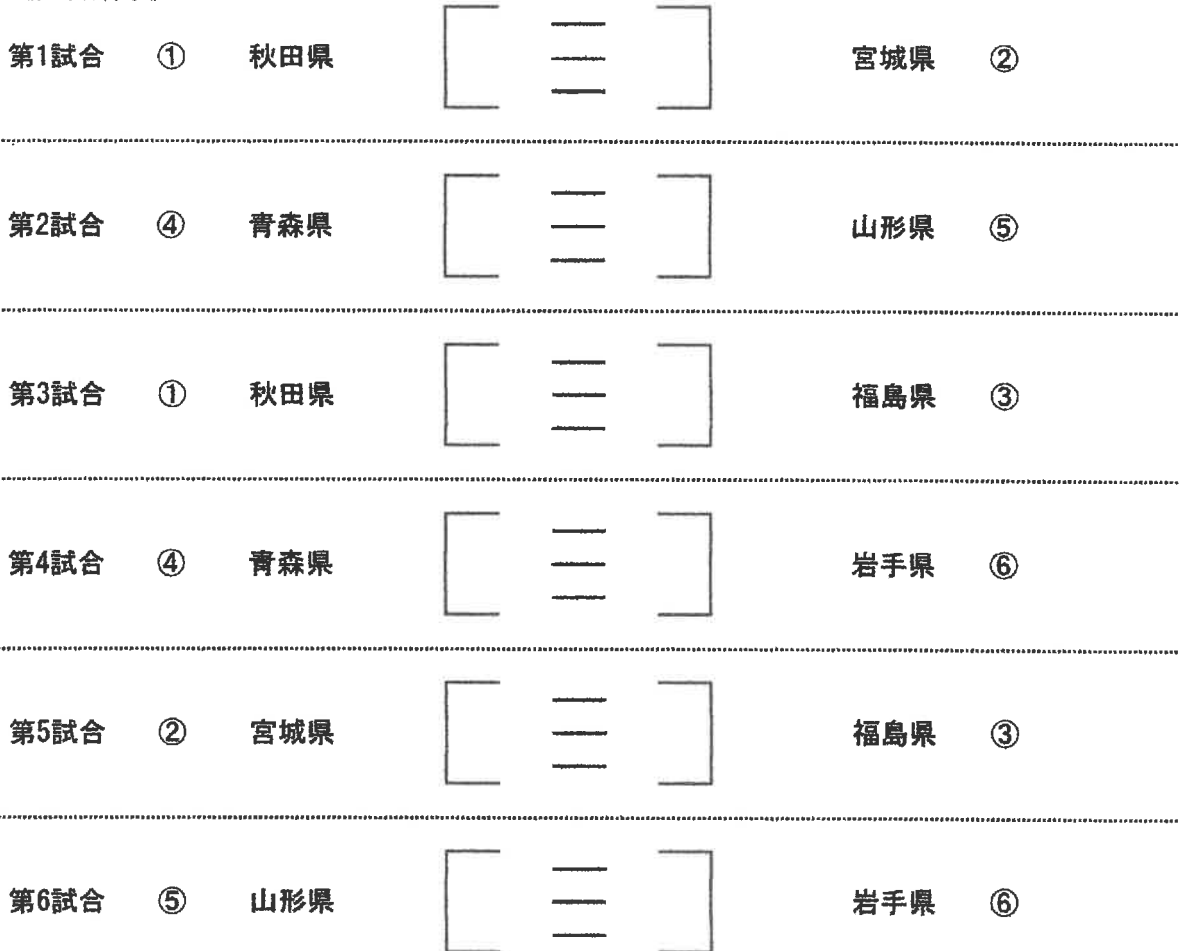 第1試合 ① 秋田県 宮城県 ②
第2試合 ④ 青森県 山形県 ⑤
第3試合 ① 秋田県 福島県 ③
第4試合 ④ 青森県 岩手県 ⑥
第5試合 ② 宮城県 福島県 ③
第6試合 ⑤ 山形県 岩手県 ⑥